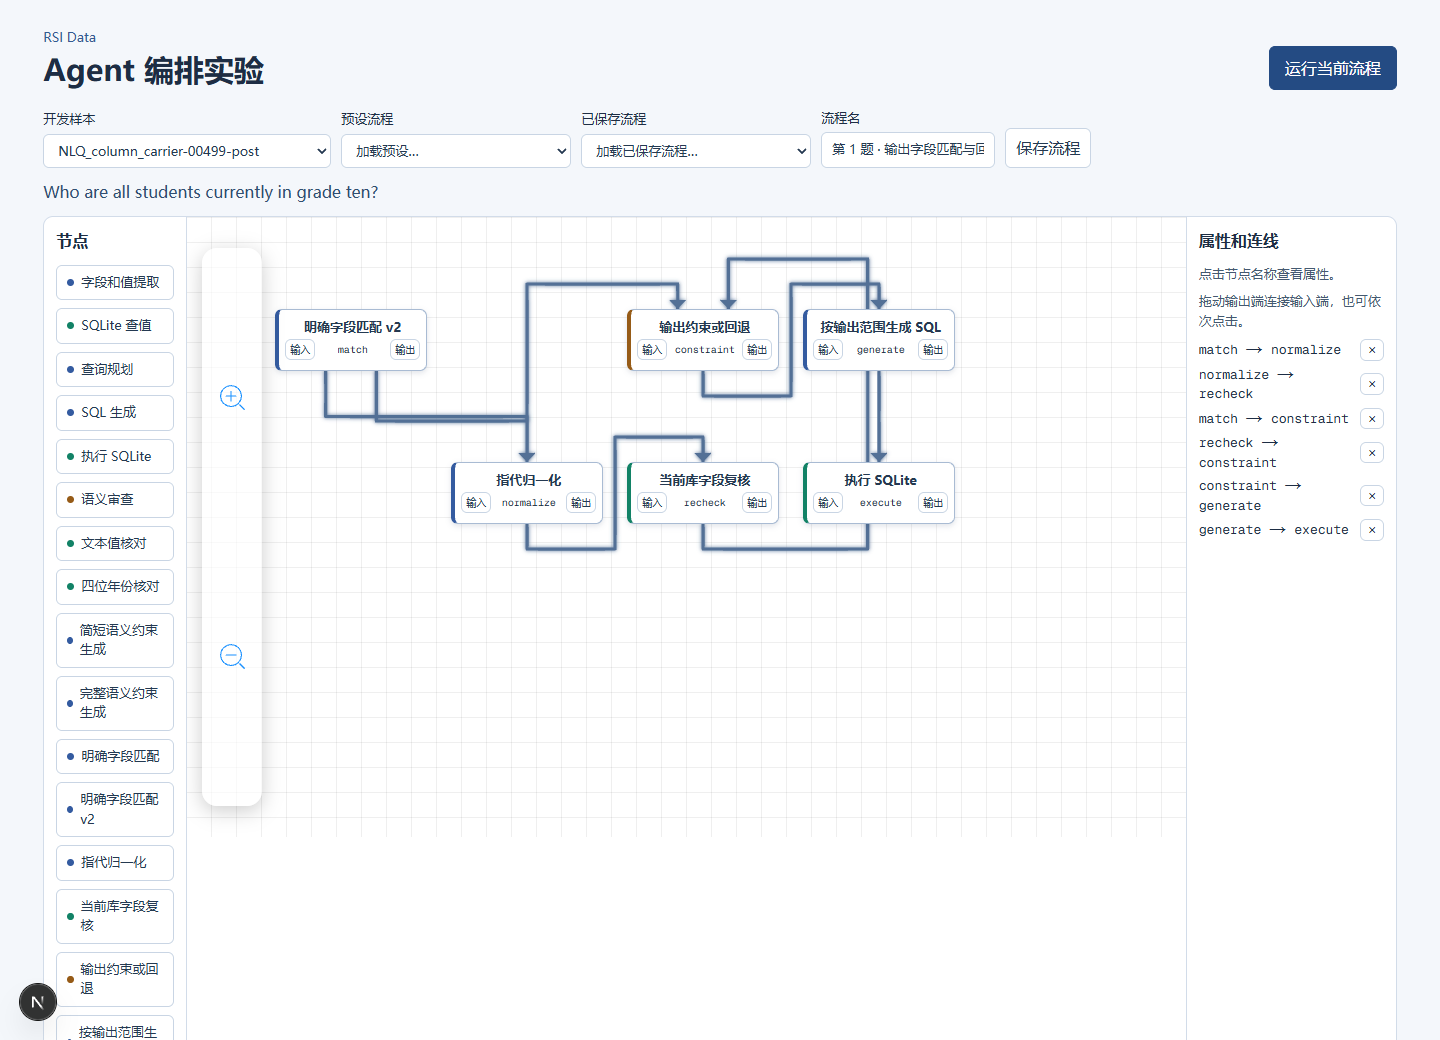 RSI Data
Agent 编排实验
运行当前流程
开发样本
预设流程
已保存流程
流程名
NLQ_column_carrier-00499-post
加载预设...
加载已保存流程...
第 1 题 · 输出字段匹配与
保存流程
Who are all students currently in grade ten?
节点
字段和值提取
SQLite 查值
查询规划
SQL 生成
执行 SQLite
语义审查
文本值核对
四位年份核对
简短语义约束
生成
完整语义约束
生成
明确字段匹配
明确字段匹配
v2
指代归一化
当前库字段复
核
输出约束或回
退
按输出范围生
明确字段匹配 v2
输入 match 输出
输出约束或回退
输入 constraint 输出
按输出范围生成 SQL
输入 generate 输出
指代归一化
输入 normalize 输出
当前库字段复核
输入 recheck 输出
执行 SQLite
输入 execute 输出
属性和连线
点击节点名称查看属性。
拖动输出端连接输入端，也可依
次点击。
match → normalize ×
normalize →
recheck ×
match → constraint ×
recheck →
constraint ×
constraint →
generate ×
generate → execute ×
N